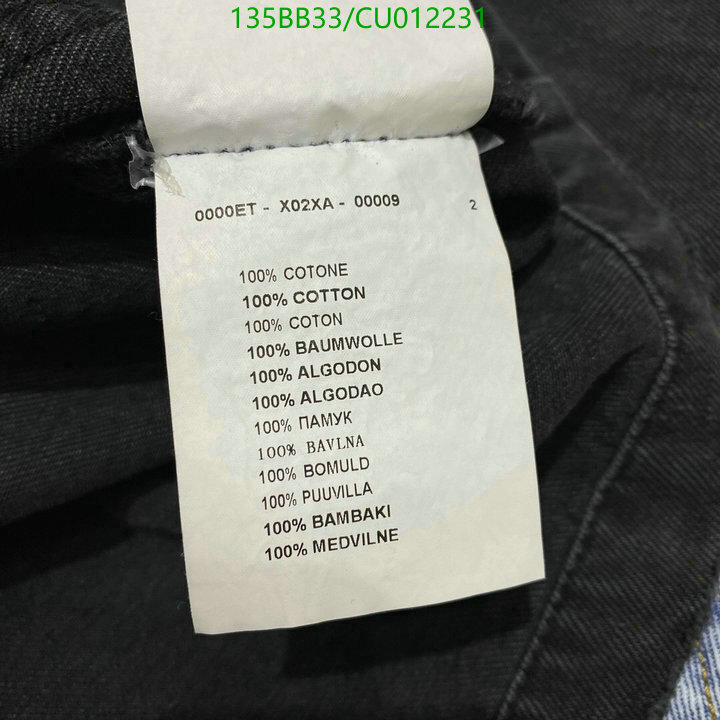 135BB33/CU012231
0000ET - X02XA - 00009 2
100% COTONE
100% COTTON
100% COTON
100% BAUMWOLLE
100% ALGODON
100% ALGODAO
100% ПАМУК
100% BAVLNA
100% BOMULD
100% PUUVILLA
100% BAMBAKI
100% MEDVILNE